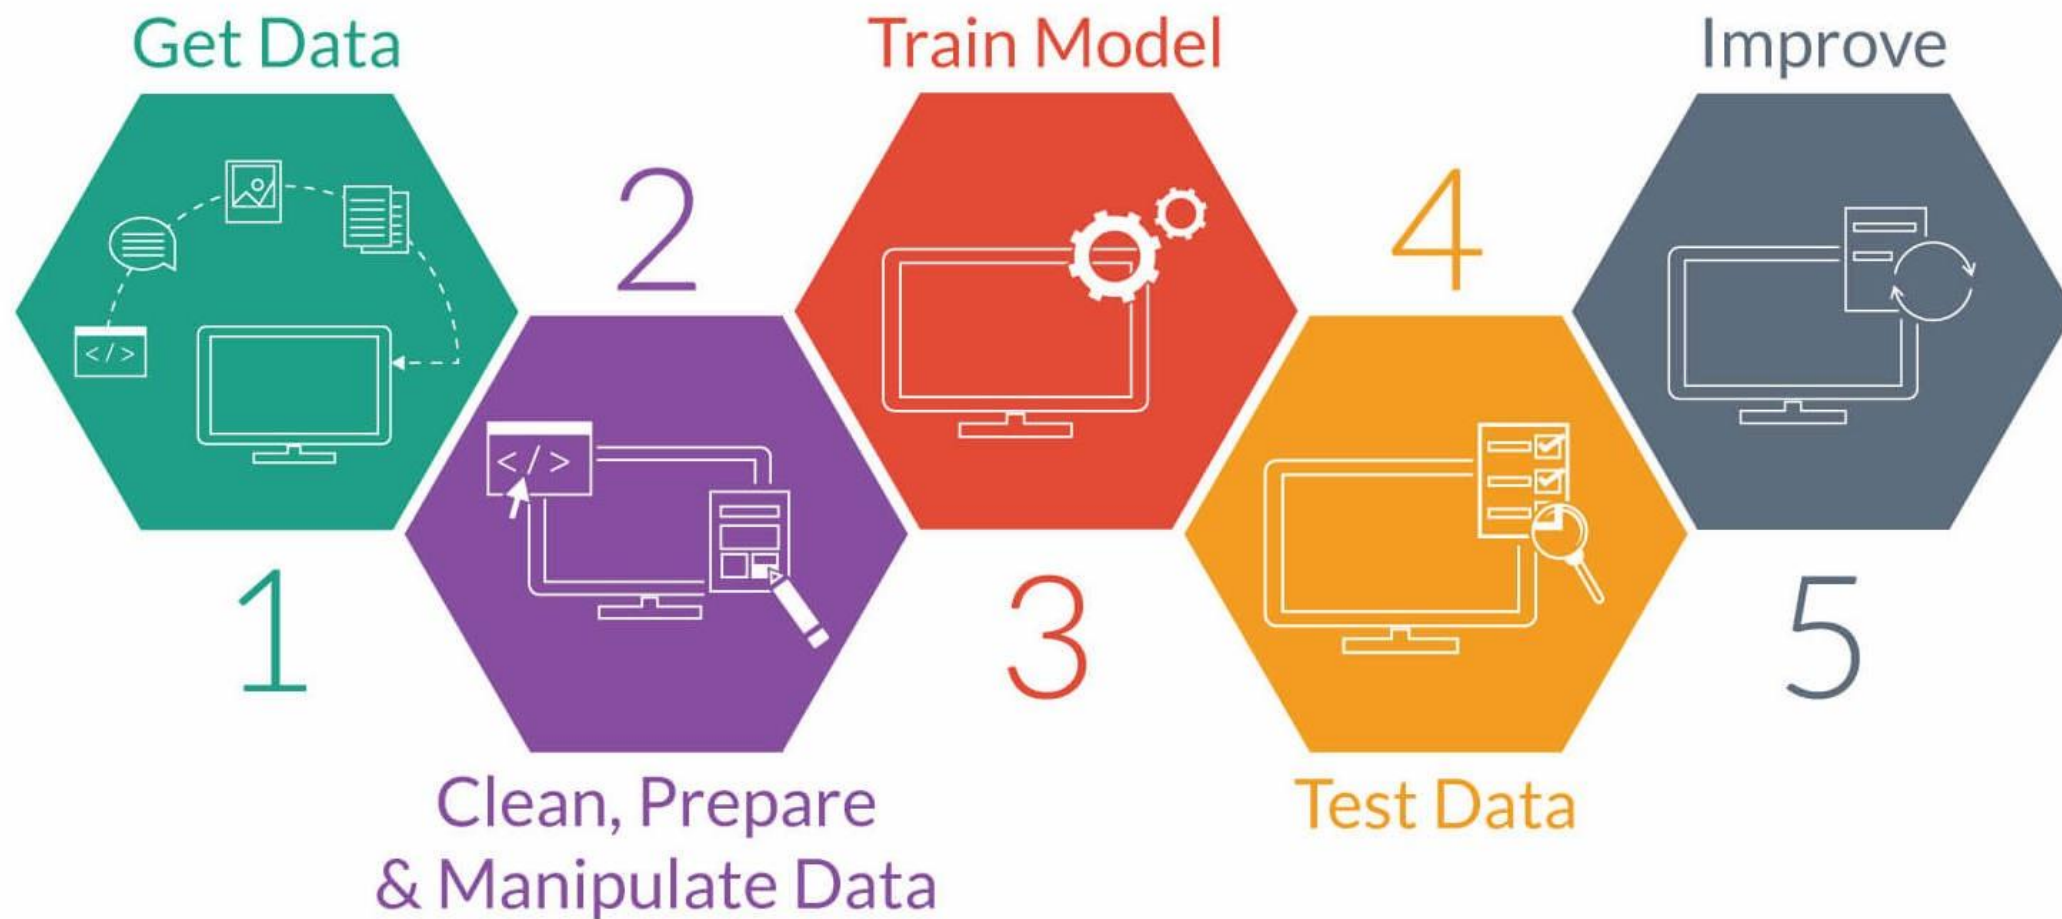 Get Data
</>
1
2
</>
Clean, Prepare
& Manipulate Data
Train Model
3
4
Test Data
Improve
5